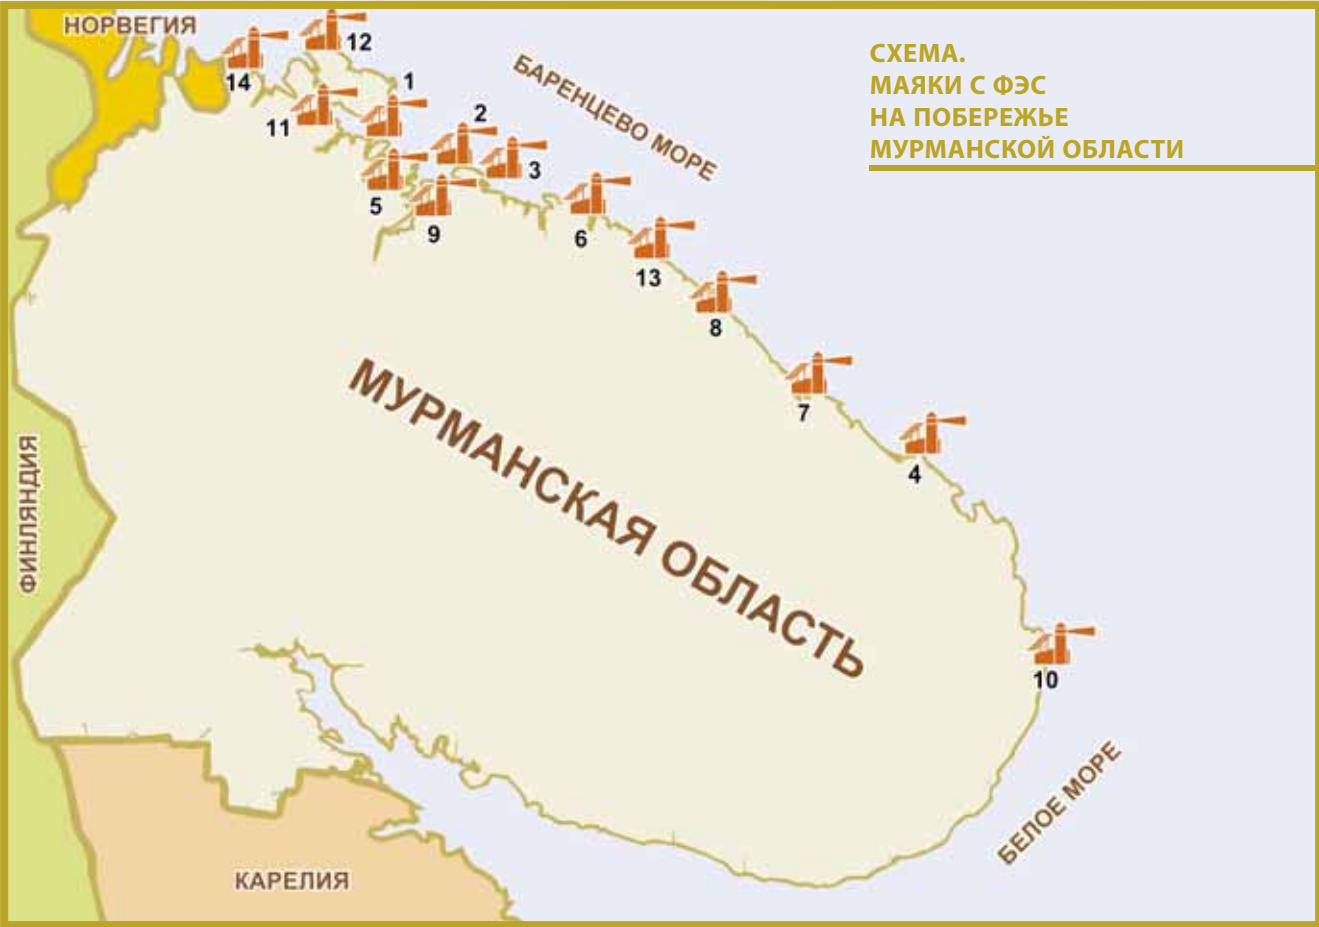 НОРВЕГИЯ
12
14
1
11
2
3
5
9
6
13
8
7
4
10
БАРЕНЦЕВО МОРЕ
СХЕМА.
МАЯКИ С ФЭС
НА ПОБЕРЕЖЬЕ
МУРМАНСКОЙ ОБЛАСТИ
МУРМАНСКАЯ ОБЛАСТЬ
ФИНЛЯНДИЯ
БЕЛОЕ МОРЕ
КАРЕЛИЯ